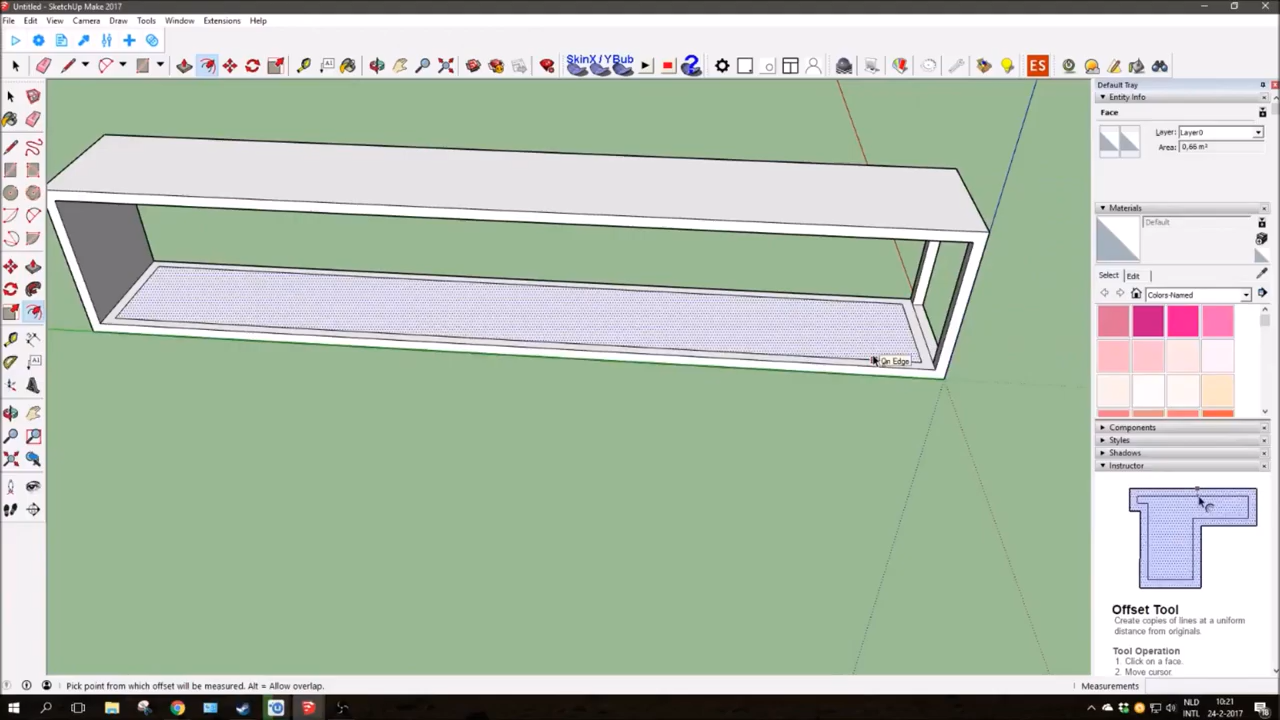 Untitled - SketchUp Make 2017
File Edit View Camera Draw Tools Window Extensions Help
SkinX / YBub
ES
Default Tray
Entity Info
Face
Layer: Layer0
Area: 0,66 m²
Materials
Default
Select Edit
Colors-Named
On Edge
Components
Styles
Shadows
Instructor
Offset Tool
Create copies of lines at a uniform
distance from originals.
Tool Operation
1. Click on a face.
2. Move cursor.
Pick point from which offset will be measured. Alt = Allow overlap.
Measurements
NLD
INTL
10:21
24-2-2017